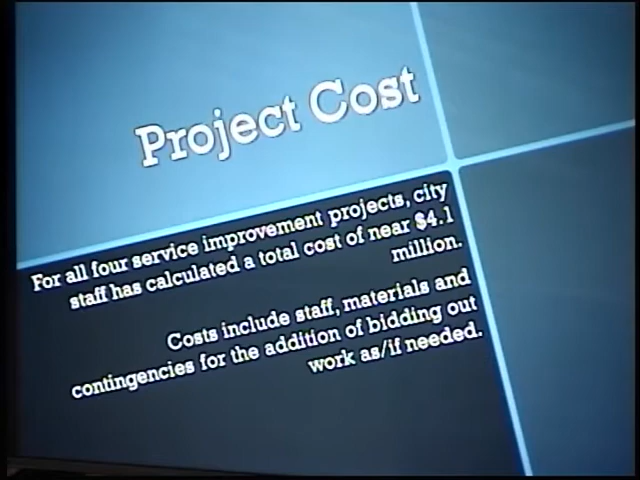 Project Cost
For all four service improvement projects, city
staff has calculated a total cost of near $4.1
million.
Costs include staff, materials and
contingencies for the addition of bidding out
work as/if needed.